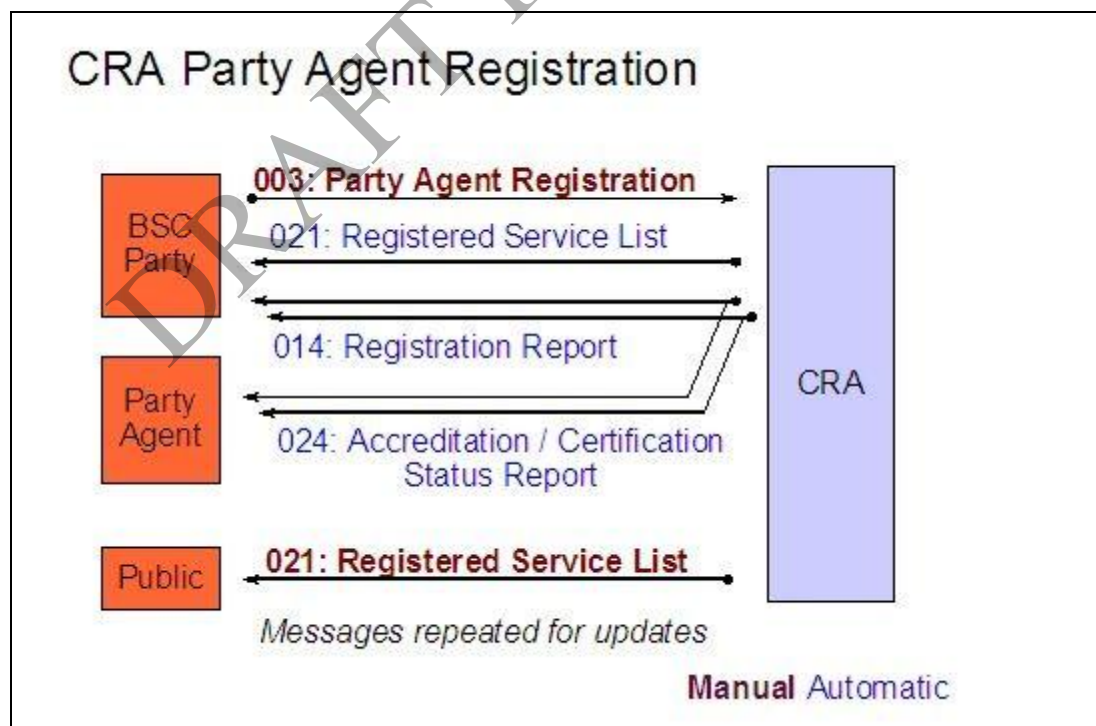 CRA Party Agent Registration
003: Party Agent Registration
BSC
Party
021: Registered Service List
014: Registration Report
Party
Agent
CRA
024: Accreditation / Certification
Status Report
Public
021: Registered Service List
Messages repeated for updates
Manual Automatic
DRAFT